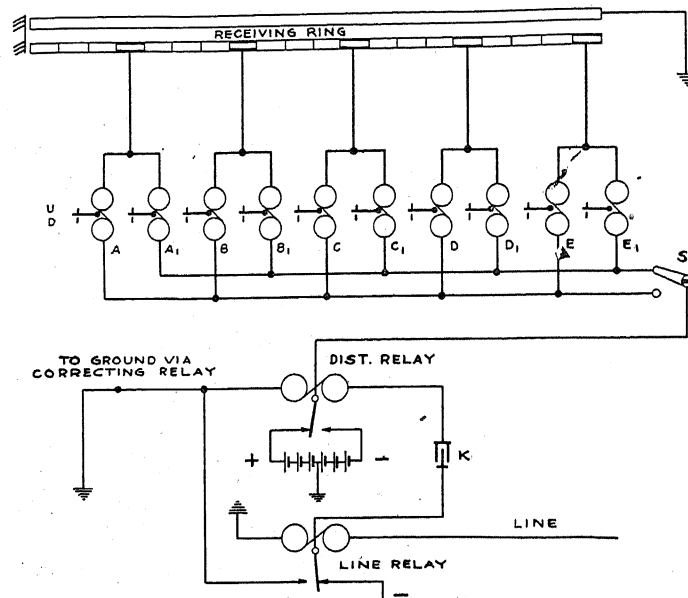 RECEIVING RING
U
D
A A1 B B1 C C1 D D1 E E1
S
TO GROUND VIA
CORRECTING RELAY
DIST. RELAY
+ −
K
LINE
LINE RELAY
−